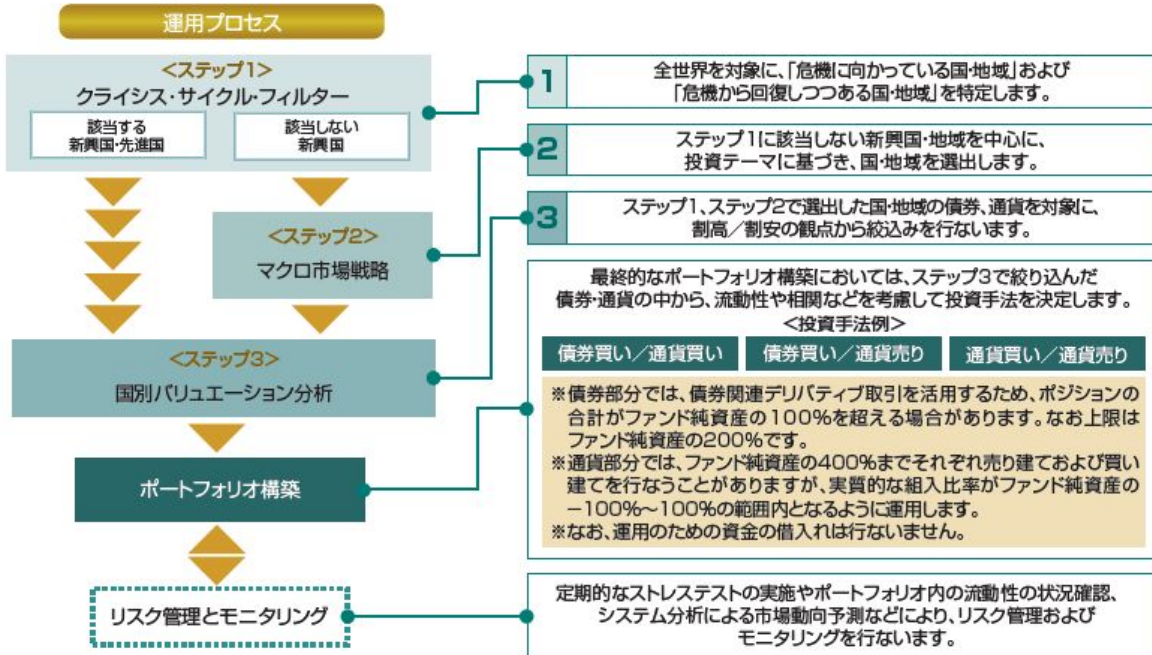 運用プロセス
<ステップ1>
クライシス・サイクル・フィルター
該当する
新興国・先進国
該当しない
新興国
<ステップ2>
マクロ市場戦略
<ステップ3>
国別バリュエーション分析
ポートフォリオ構築
リスク管理とモニタリング
1
全世界を対象に、「危機に向かっている国・地域」および
「危機から回復しつつある国・地域」を特定します。
2
ステップ1に該当しない新興国・地域を中心に、
投資テーマに基づき、国・地域を選出します。
3
ステップ1、ステップ2で選出した国・地域の債券、通貨を対象に、
割高／割安の観点から絞込みを行ないます。
最終的なポートフォリオ構築においては、ステップ3で絞り込んだ
債券・通貨の中から、流動性や相関などを考慮して投資手法を決定します。
<投資手法例>
債券買い／通貨買い
債券買い／通貨売り
通貨買い／通貨売り
※債券部分では、債券関連デリバティブ取引を活用するため、ポジションの
合計がファンド純資産の100%を超える場合があります。なお上限は
ファンド純資産の200%です。
※通貨部分では、ファンド純資産の400%までそれぞれ売り建ておよび買い
建てを行なうことがありますが、実質的な組入比率がファンド純資産の
−100%〜100%の範囲内となるように運用します。
※なお、運用のための資金の借入れは行ないません。
定期的なストレステストの実施やポートフォリオ内の流動性の状況確認、
システム分析による市場動向予測などにより、リスク管理および
モニタリングを行ないます。